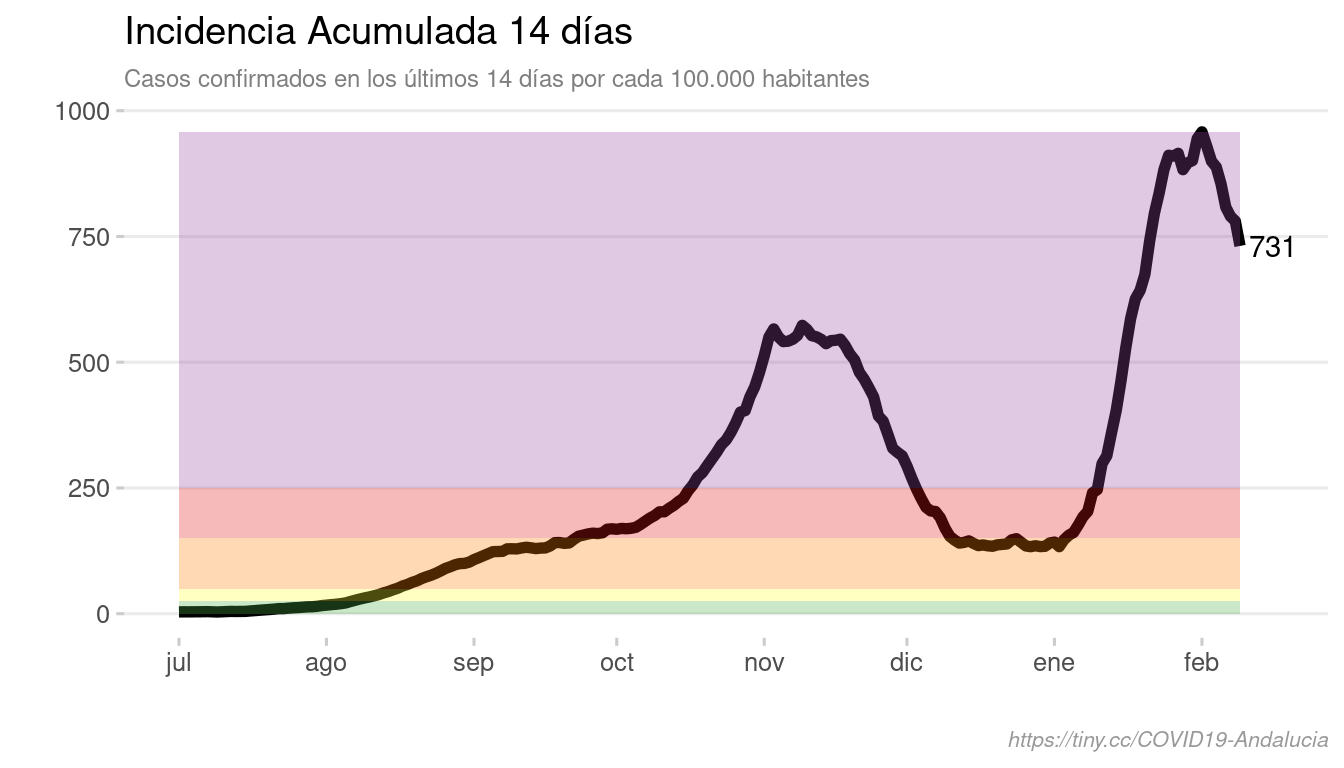 Incidencia Acumulada 14 días
Casos confirmados en los últimos 14 días por cada 100.000 habitantes
1000
750
731
500
250
0
jul ago sep oct nov dic ene feb
https://tiny.cc/COVID19-Andalucia